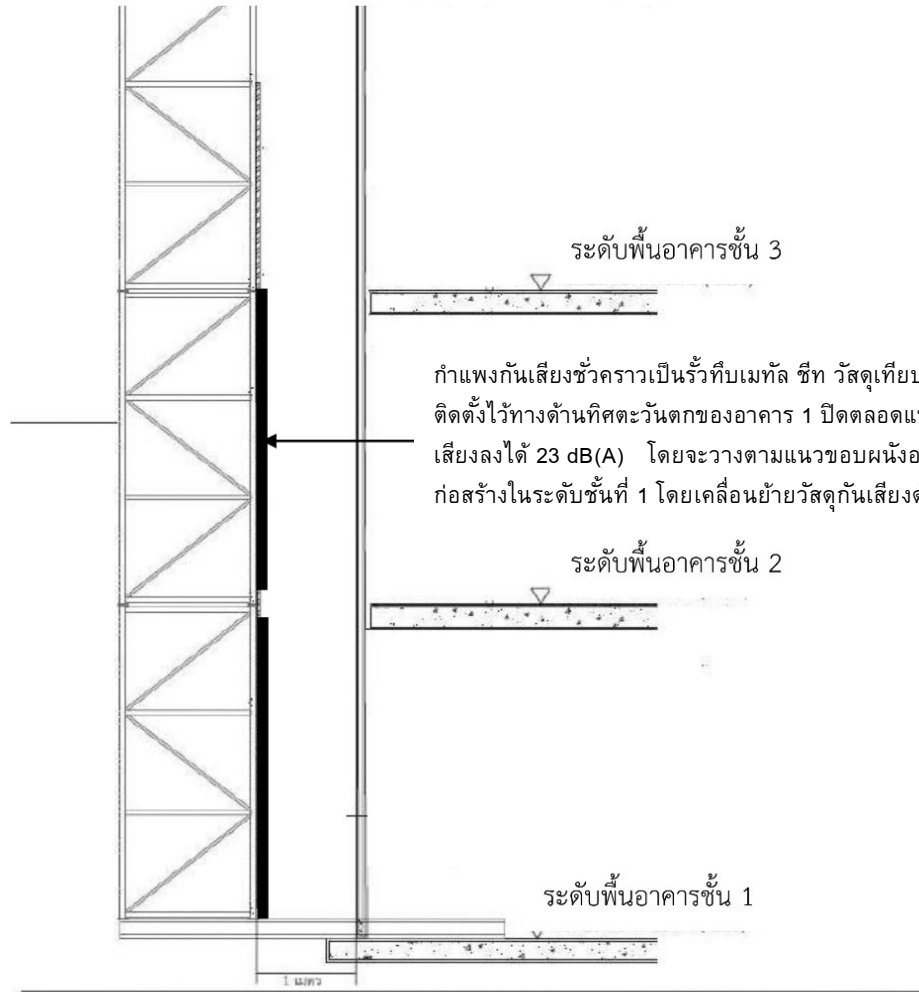 ระดับพื้นอาคารชั้น 3
กำแพงกันเสียงชั่วคราวเป็นรั้วทึบเมทัล ชีท วัสดุเทียบ
ติดตั้งไว้ทางด้านทิศตะวันตกของอาคาร 1 ปิดตลอดแ
เสียงลงได้ 23 dB(A) โดยจะวางตามแนวขอบผนังอ
ก่อสร้างในระดับชั้นที่ 1 โดยเคลื่อนย้ายวัสดุกันเสียงด
ระดับพื้นอาคารชั้น 2
ระดับพื้นอาคารชั้น 1
1 เมตร